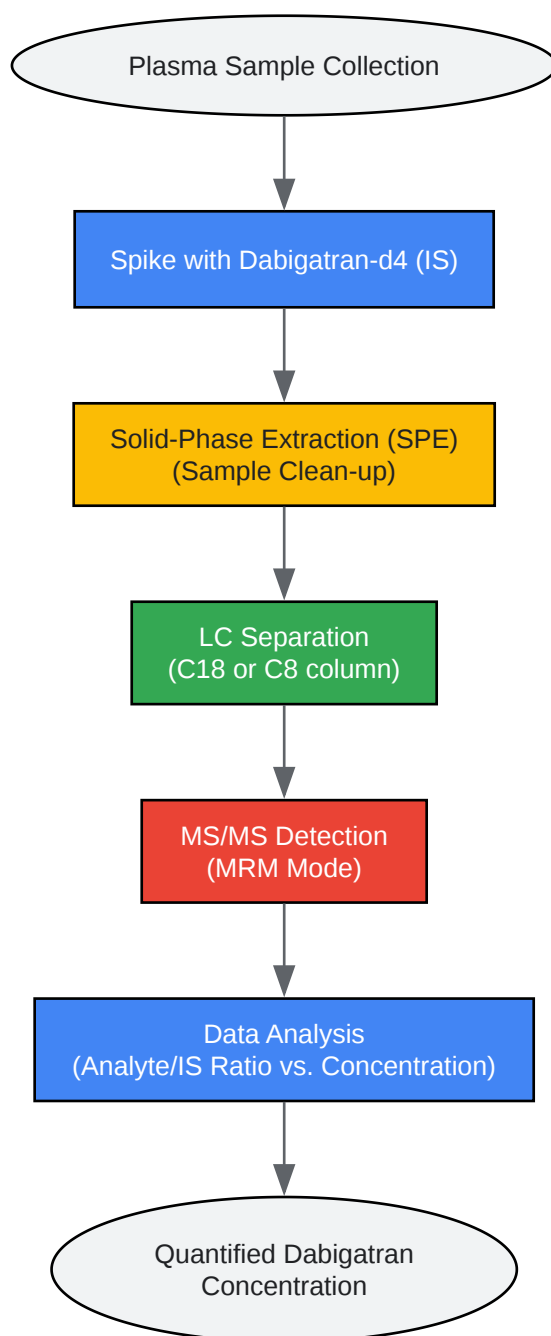 Plasma Sample Collection
Spike with Dabigatran-d4 (IS)
Solid-Phase Extraction (SPE)
(Sample Clean-up)
LC Separation
(C18 or C8 column)
MS/MS Detection
(MRM Mode)
Data Analysis
(Analyte/IS Ratio vs. Concentration)
Quantified Dabigatran
Concentration